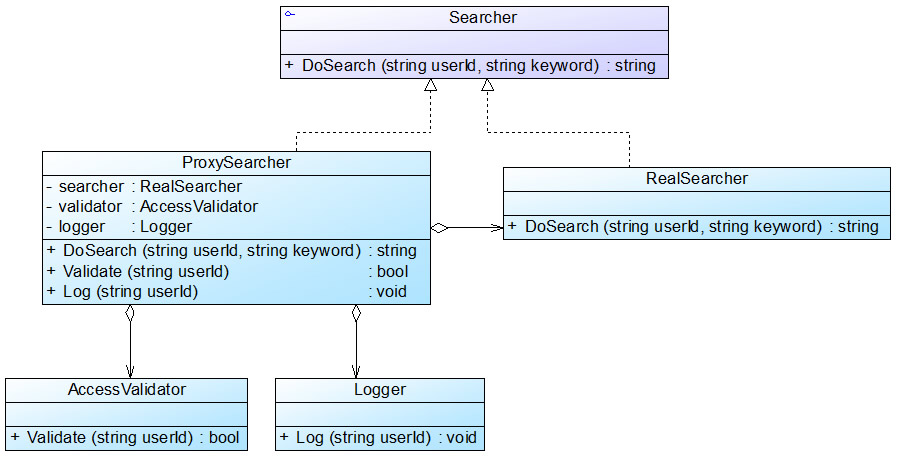 Searcher
+ DoSearch (string userId, string keyword) : string
ProxySearcher
- searcher : RealSearcher
- validator : AccessValidator
- logger : Logger
+ DoSearch (string userId, string keyword) : string
+ Validate (string userId) : bool
+ Log (string userId) : void
RealSearcher
+ DoSearch (string userId, string keyword) : string
AccessValidator
+ Validate (string userId) : bool
Logger
+ Log (string userId) : void